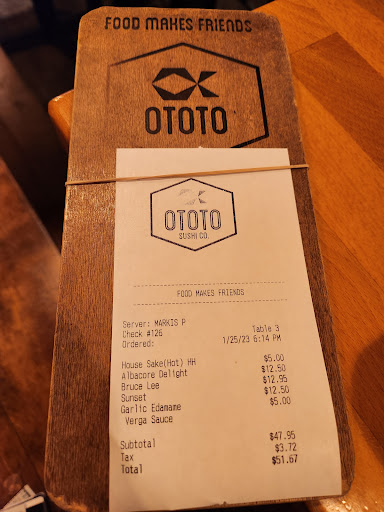 FOOD MAKES FRIENDS
OTOTO
OTOTO
SUSHI CO.
FOOD MAKES FRIENDS
Server: MARKIS P
Check #126 Table 3
Ordered: 1/25/23 6:14 PM
House Sake(Hot) HH $5.00
Albacore Delight $12.50
Bruce Lee $12.95
Sunset $12.50
Garlic Edamame $5.00
Verga Sauce
Subtotal $47.95
Tax $3.72
Total $51.67